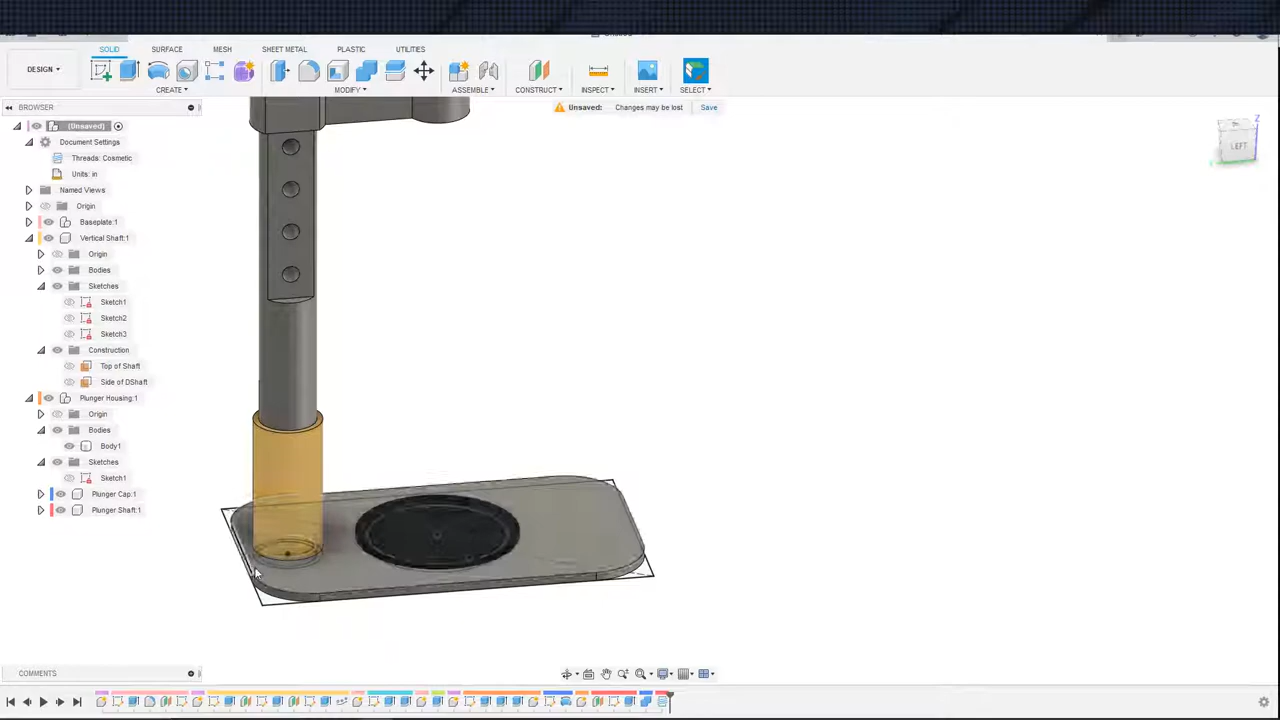 SOLID SURFACE MESH SHEET METAL PLASTIC UTILITIES
DESIGN
CREATE MODIFY ASSEMBLE CONSTRUCT INSPECT INSERT SELECT
BROWSER
Unsaved: Changes may be lost Save
(Unsaved)
Document Settings
Threads: Cosmetic
Units: in
Named Views
Origin
Baseplate:1
Vertical Shaft:1
Origin
Bodies
Sketches
Sketch1
Sketch2
Sketch3
Construction
Top of Shaft
Side of DShaft
Plunger Housing:1
Origin
Bodies
Body1
Sketches
Sketch1
Plunger Cap:1
Plunger Shaft:1
Z
LEFT
COMMENTS